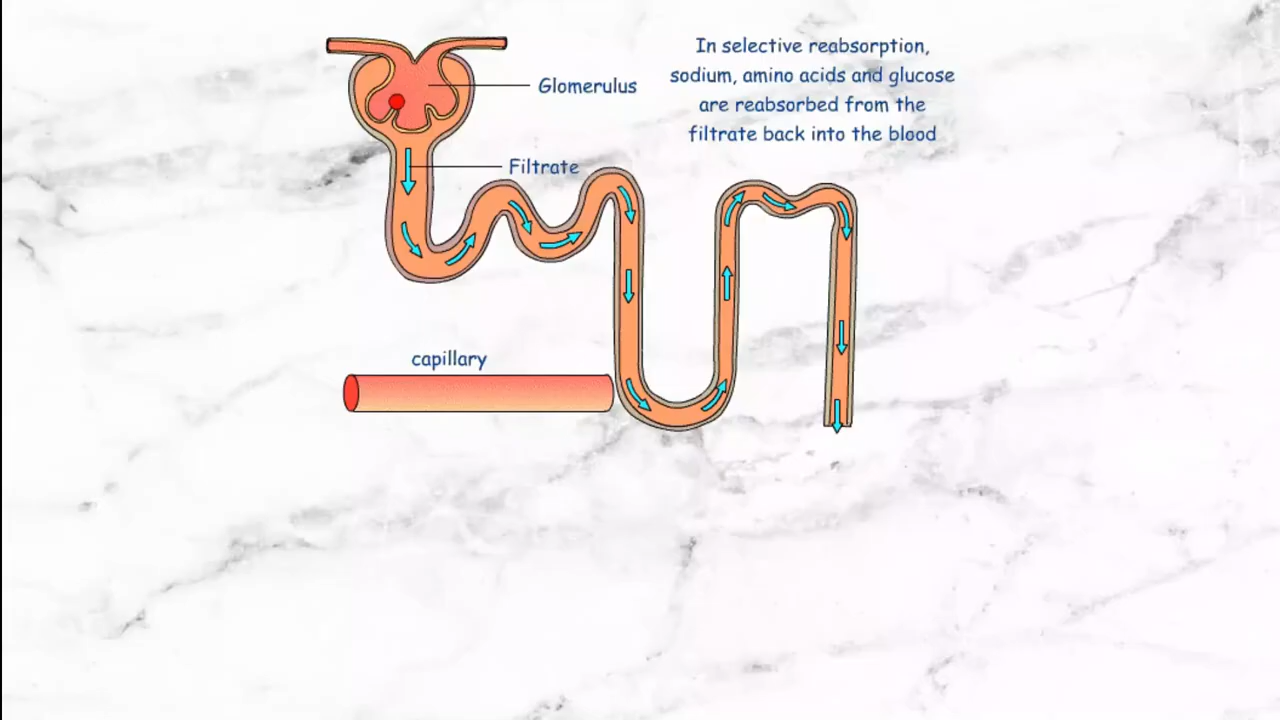 In selective reabsorption,
sodium, amino acids and glucose
are reabsorbed from the
filtrate back into the blood
Glomerulus
Filtrate
capillary